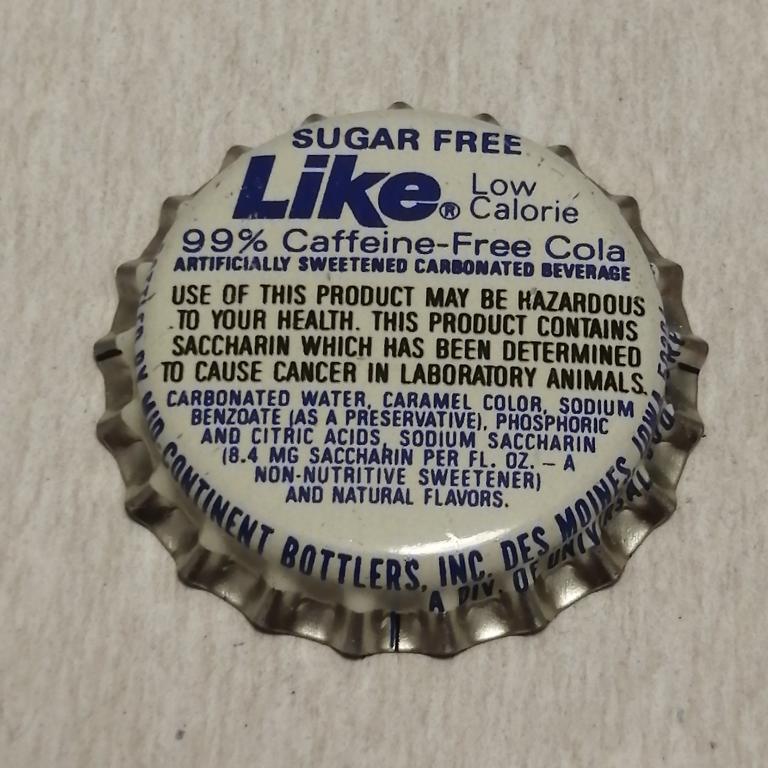 SUGAR FREE
Like® Low
Calorie
99% Caffeine-Free Cola
ARTIFICIALLY SWEETENED CARBONATED BEVERAGE
USE OF THIS PRODUCT MAY BE HAZARDOUS
TO YOUR HEALTH. THIS PRODUCT CONTAINS
SACCHARIN WHICH HAS BEEN DETERMINED
TO CAUSE CANCER IN LABORATORY ANIMALS.
CARBONATED WATER, CARAMEL COLOR, SODIUM
BENZOATE (AS A PRESERVATIVE), PHOSPHORIC
AND CITRIC ACIDS, SODIUM SACCHARIN
(8.4 MG SACCHARIN PER FL. OZ. – A
NON-NUTRITIVE SWEETENER)
AND NATURAL FLAVORS.
BY MID CONTINENT BOTTLERS, INC. DES MOINES, IOWA
A DIV. OF UNIVERSAL